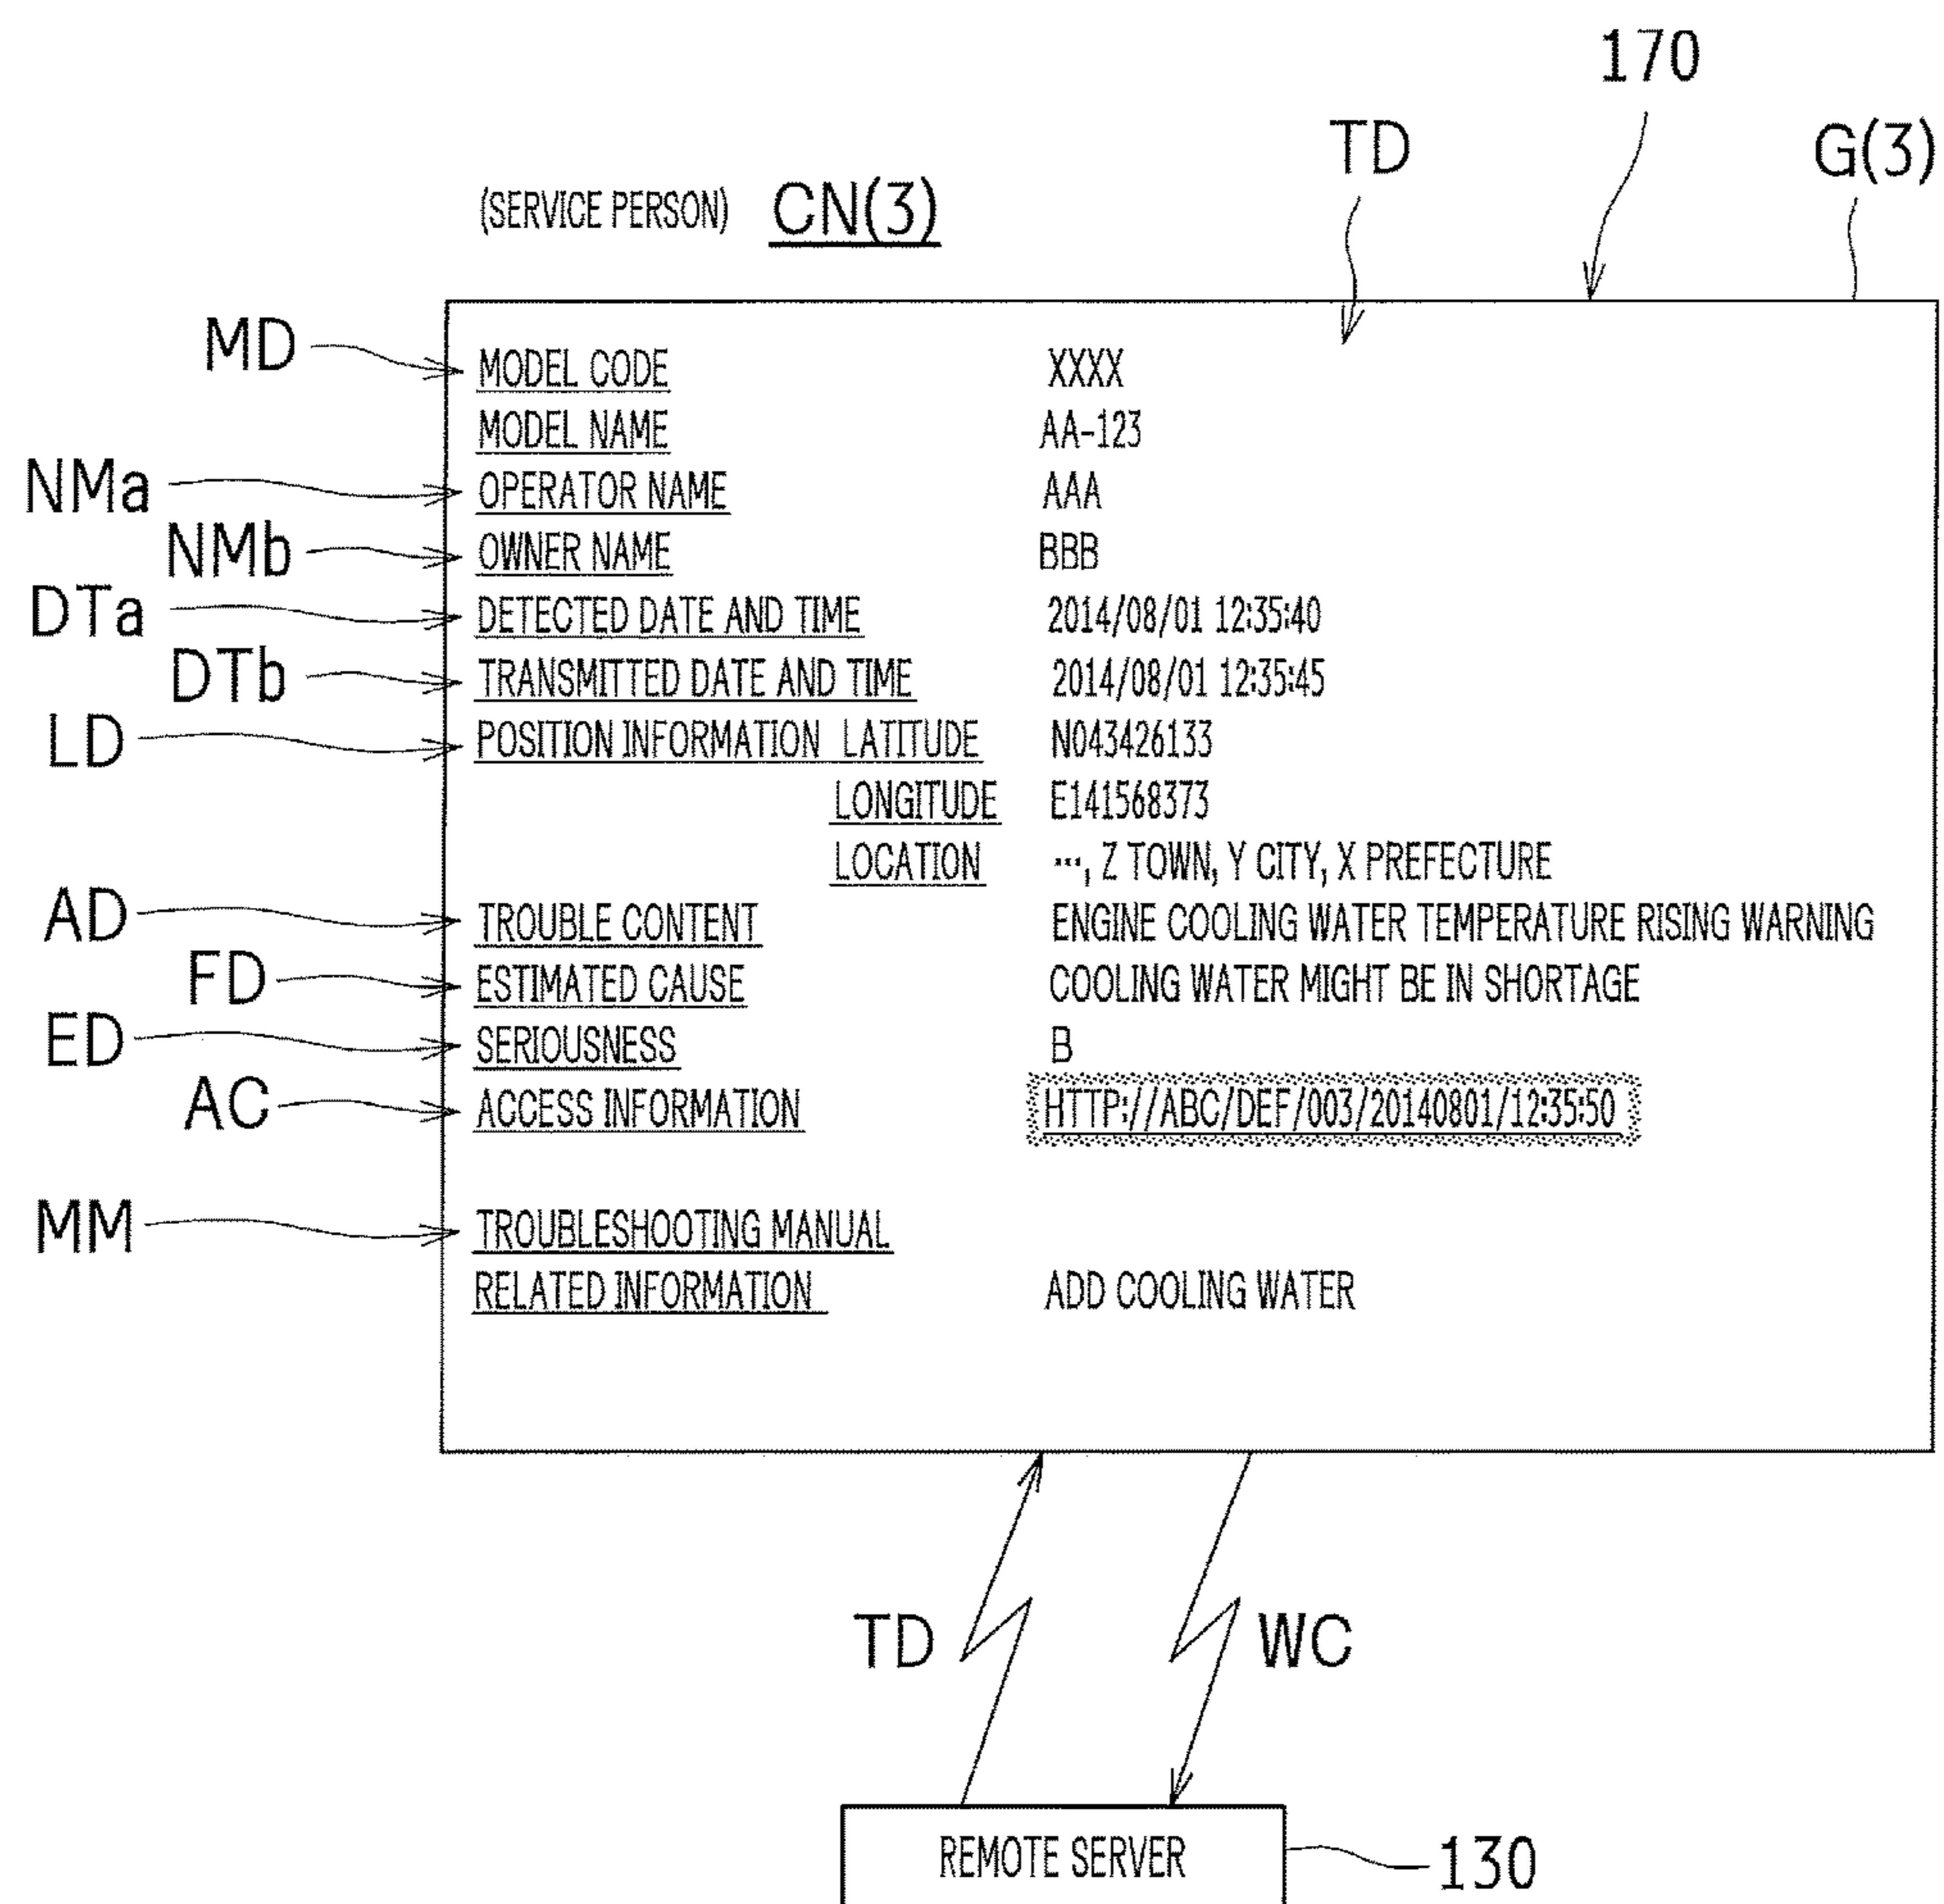 170
TD
G(3)
(SERVICE PERSON) CN(3)
MD MODEL CODE XXXX
MODEL NAME AA-123
NMa OPERATOR NAME AAA
NMb OWNER NAME BBB
DTa DETECTED DATE AND TIME 2014/08/01 12:35:40
DTb TRANSMITTED DATE AND TIME 2014/08/01 12:35:45
LD POSITION INFORMATION LATITUDE N043426133
LONGITUDE E141568373
LOCATION ···, Z TOWN, Y CITY, X PREFECTURE
AD TROUBLE CONTENT ENGINE COOLING WATER TEMPERATURE RISING WARNING
FD ESTIMATED CAUSE COOLING WATER MIGHT BE IN SHORTAGE
ED SERIOUSNESS B
AC ACCESS INFORMATION HTTP://ABC/DEF/003/20140801/12:35:50
MM TROUBLESHOOTING MANUAL
RELATED INFORMATION ADD COOLING WATER
TD WC
REMOTE SERVER 130